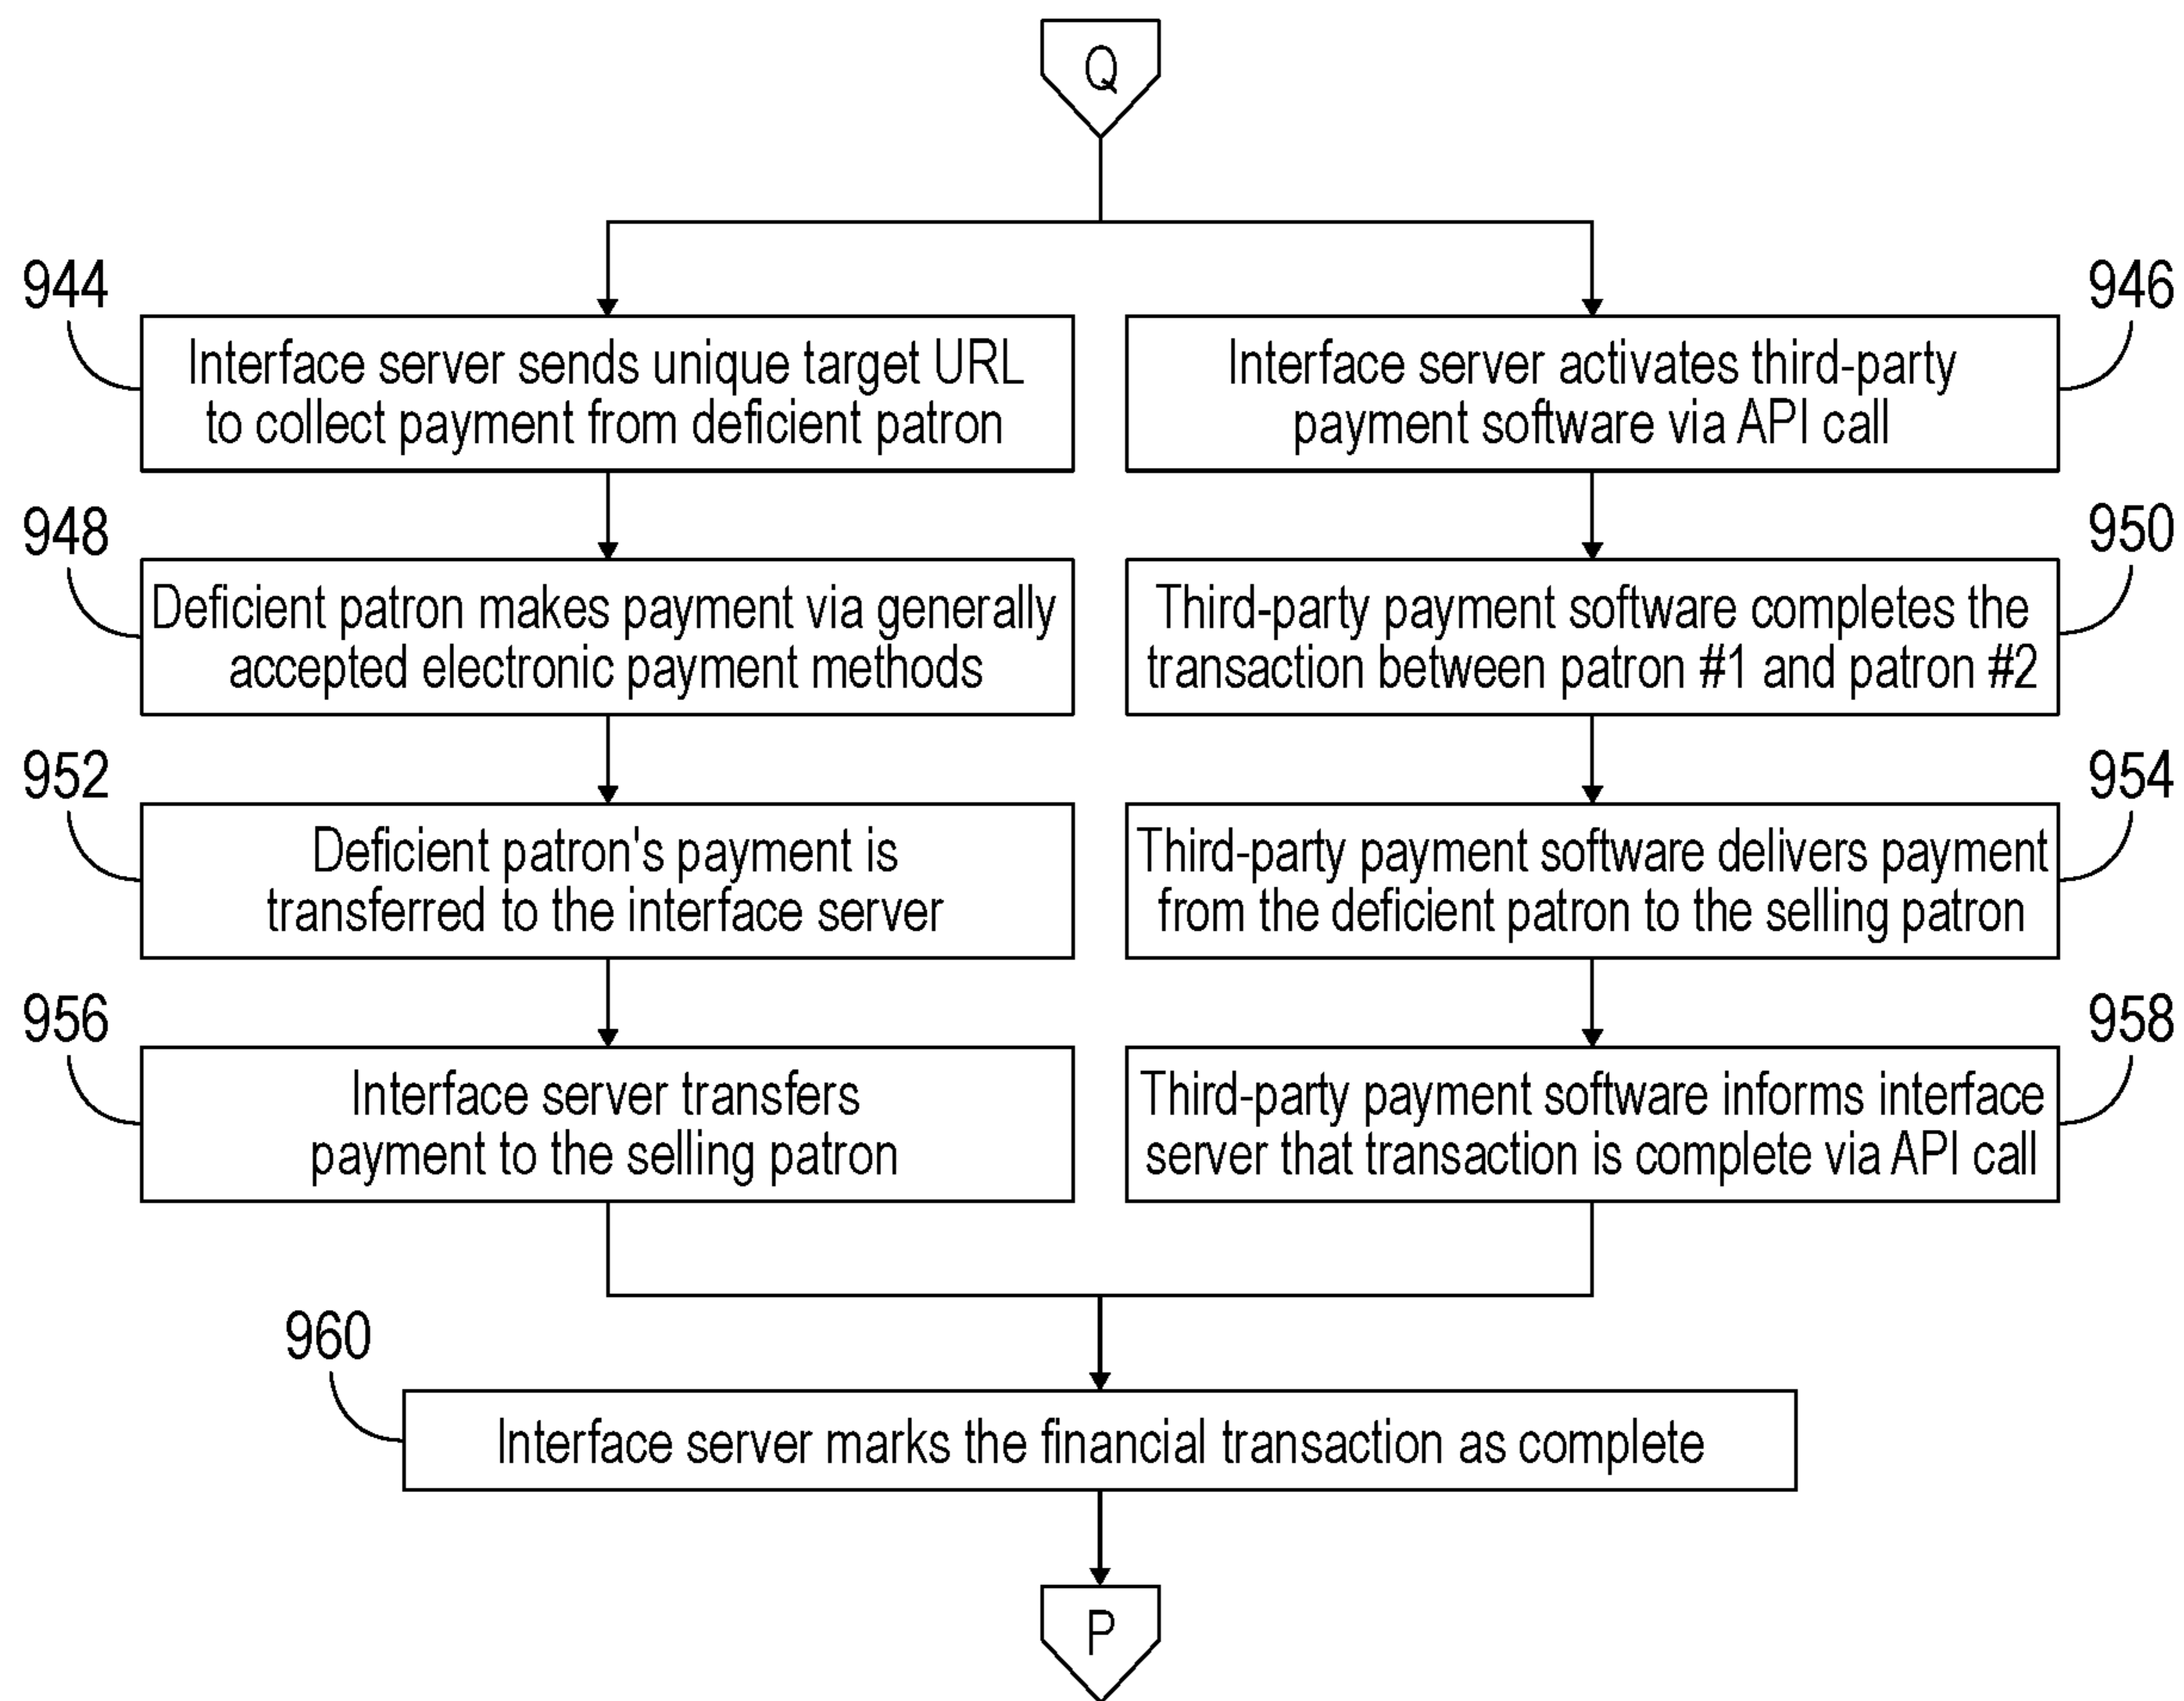 Q
944
946
Interface server sends unique target URL
to collect payment from deficient patron
Interface server activates third-party
payment software via API call
948
950
Deficient patron makes payment via generally
accepted electronic payment methods
Third-party payment software completes the
transaction between patron #1 and patron #2
952
954
Deficient patron's payment is
transferred to the interface server
Third-party payment software delivers payment
from the deficient patron to the selling patron
956
958
Interface server transfers
payment to the selling patron
Third-party payment software informs interface
server that transaction is complete via API call
960
Interface server marks the financial transaction as complete
P